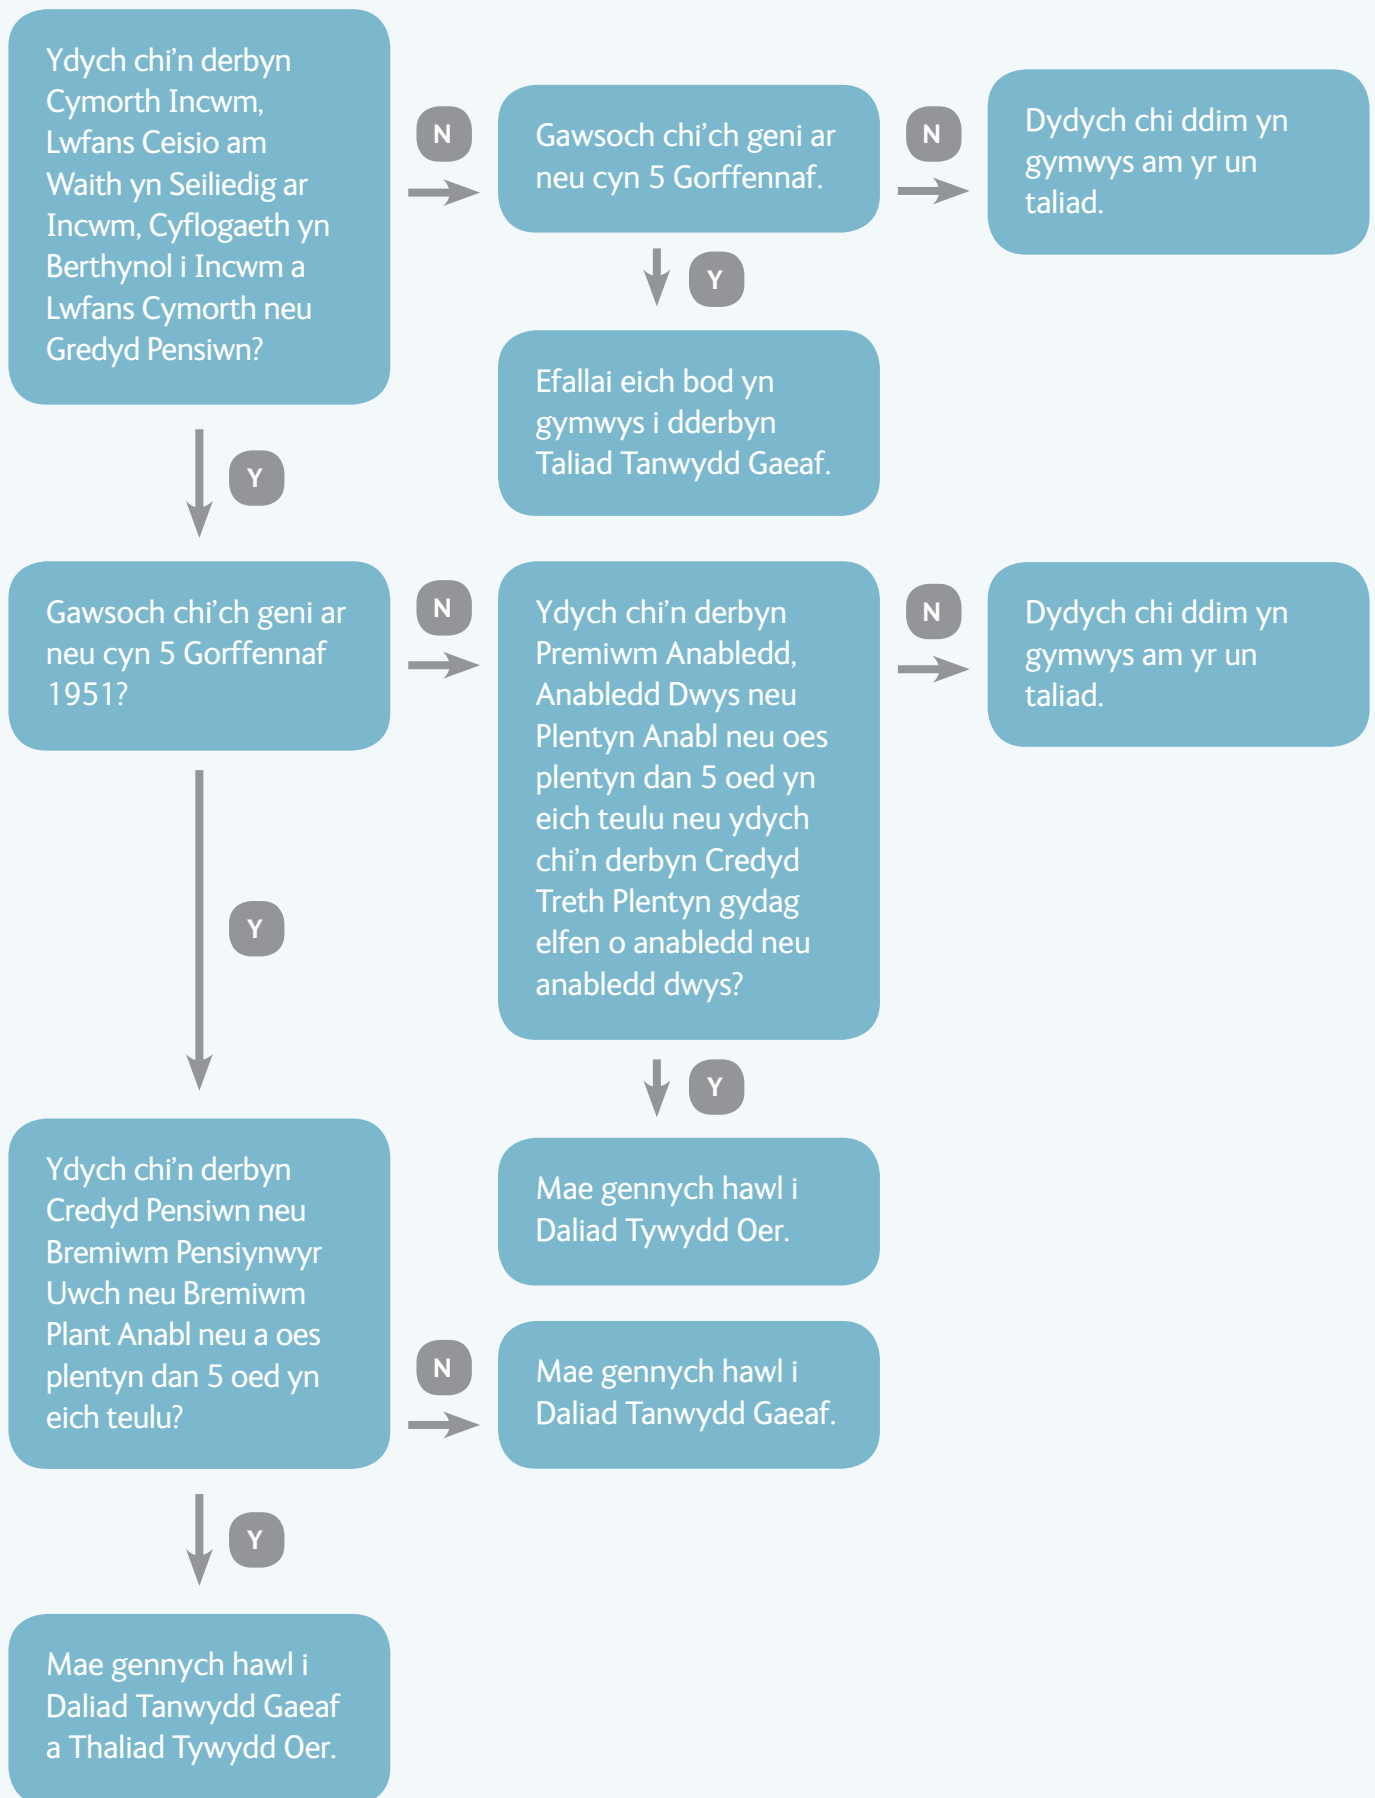 Ydych chi'n derbyn
Cymorth Incwm,
Lwfans Ceisio am
Waith yn Seiliedig ar
Incwm, Cyflogaeth yn
Berthynol i Incwm a
Lwfans Cymorth neu
Gredyd Pensiwn?
N
Gawsoch chi'ch geni ar
neu cyn 5 Gorffennaf.
N
Dydych chi ddim yn
gymwys am yr un
taliad.
Y
Efallai eich bod yn
gymwys i dderbyn
Taliad Tanwydd Gaeaf.
Y
Gawsoch chi'ch geni ar
neu cyn 5 Gorffennaf
1951?
N
Ydych chi'n derbyn
Premiwm Anabledd,
Anabledd Dwys neu
Plentyn Anabl neu oes
plentyn dan 5 oed yn
eich teulu neu ydych
chi'n derbyn Credyd
Treth Plentyn gydag
elfen o anabledd neu
anabledd dwys?
N
Dydych chi ddim yn
gymwys am yr un
taliad.
Y
Mae gennych hawl i
Daliad Tywydd Oer.
Y
Ydych chi'n derbyn
Credyd Pensiwn neu
Bremiwm Pensiynwyr
Uwch neu Bremiwm
Plant Anabl neu a oes
plentyn dan 5 oed yn
eich teulu?
N
Mae gennych hawl i
Daliad Tanwydd Gaeaf.
Y
Mae gennych hawl i
Daliad Tanwydd Gaeaf
a Thaliad Tywydd Oer.